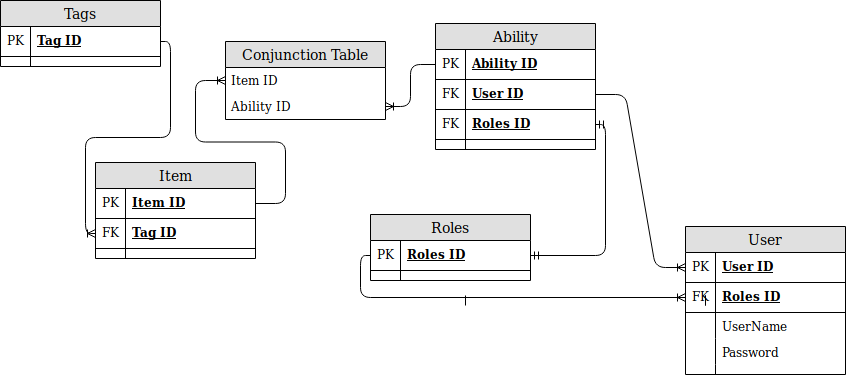 Tags
PK Tag ID
Conjunction Table
Item ID
Ability ID
Ability
PK Ability ID
FK User ID
FK Roles ID
Item
PK Item ID
FK Tag ID
Roles
PK Roles ID
User
PK User ID
FK Roles ID
UserName
Password